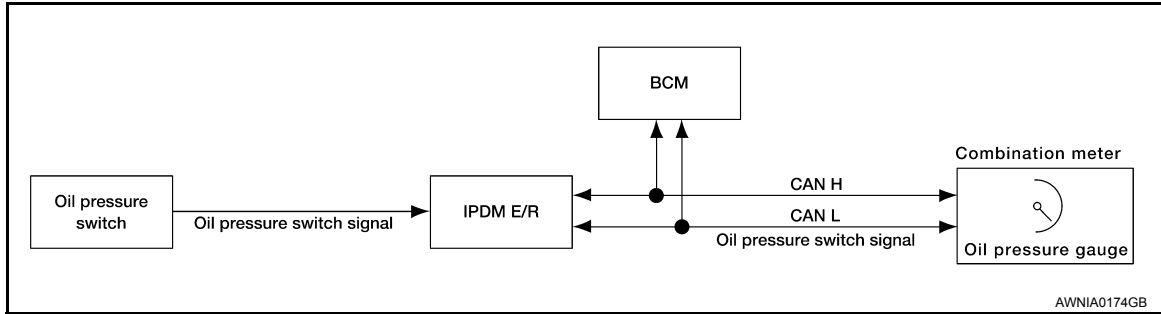 BCM
Combination meter
Oil pressure
switch
Oil pressure switch signal
IPDM E/R
CAN H
CAN L
Oil pressure switch signal
Oil pressure gauge
AWNIA0174GB